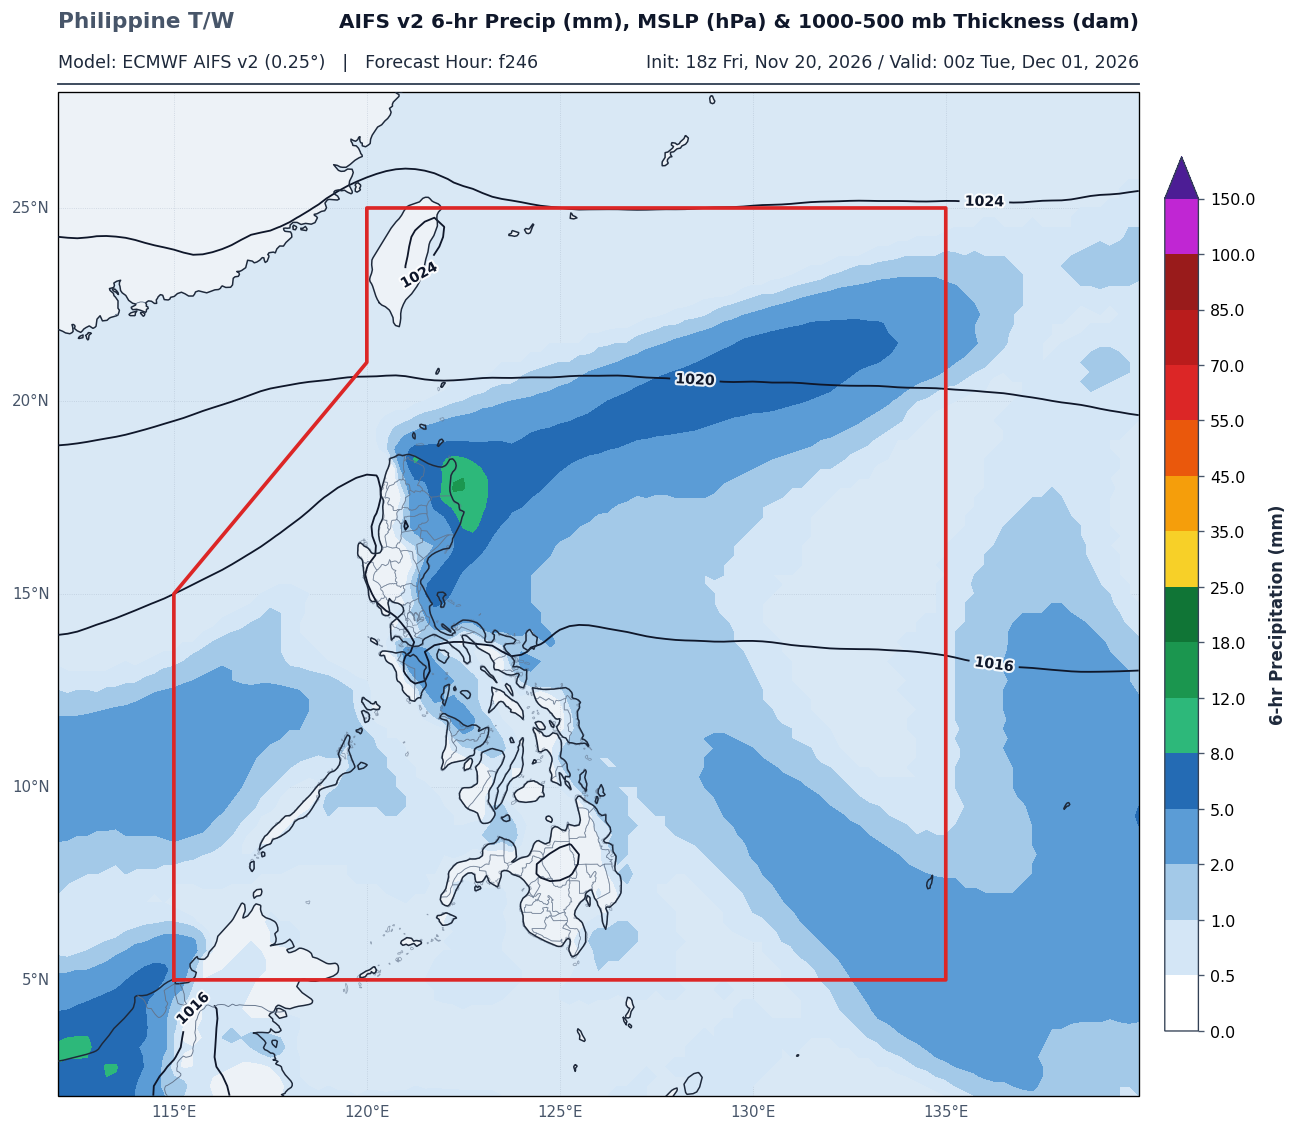 Philippine T/W
AIFS v2 6-hr Precip (mm), MSLP (hPa) & 1000-500 mb Thickness (dam)
Model: ECMWF AIFS v2 (0.25°) | Forecast Hour: f246
Init: 18z Fri, Nov 20, 2026 / Valid: 00z Tue, Dec 01, 2026
25°N
20°N
15°N
10°N
5°N
1024
1024
1020
1016
1016
115°E
120°E
125°E
130°E
135°E
150.0
100.0
85.0
70.0
55.0
45.0
35.0
25.0
18.0
12.0
8.0
5.0
2.0
1.0
0.5
0.0
6-hr Precipitation (mm)